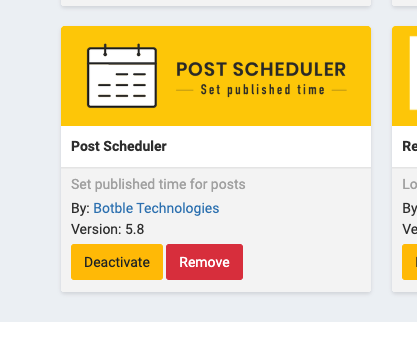 POST SCHEDULER
Set published time
Post Scheduler
Re
Set published time for posts
Lo
By: Botble Technologies
By
Version: 5.8
Ve
Deactivate
Remove